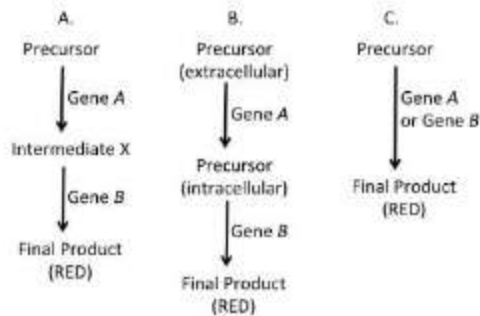 A.
Precursor
Gene A
Intermediate X
Gene B
Final Product
(RED)
B.
Precursor
(extracellular)
Gene A
Precursor
(intracellular)
Gene B
Final Product
(RED)
C.
Precursor
Gene A
or Gene B
Final Product
(RED)